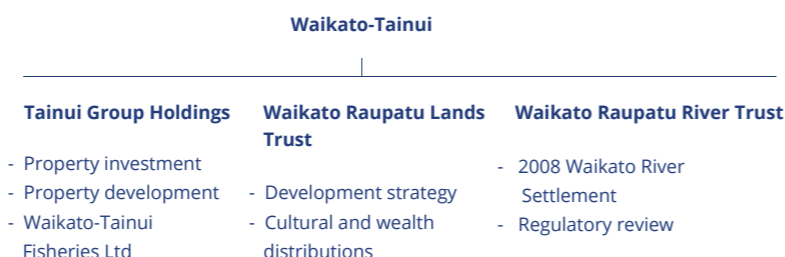 Waikato-Tainui
Tainui Group Holdings
- Property investment
- Property development
- Waikato-Tainui
Fisheries Ltd
Waikato Raupatu Lands
Trust
- Development strategy
- Cultural and wealth
distributions
Waikato Raupatu River Trust
- 2008 Waikato River
Settlement
- Regulatory review